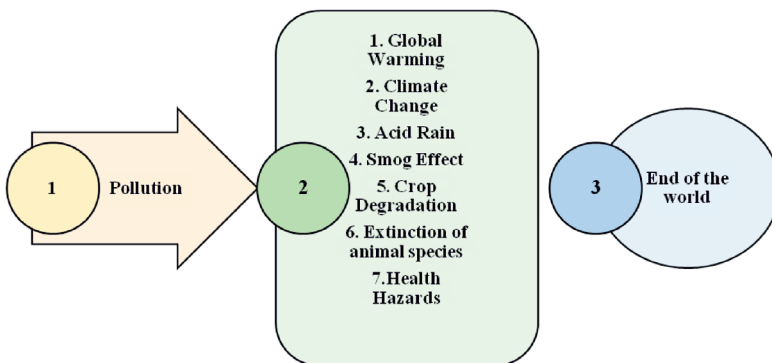 1
Pollution
2
1. Global
Warming
2. Climate
Change
3. Acid Rain
4. Smog Effect
5. Crop
Degradation
6. Extinction of
animal species
7.Health
Hazards
3
End of the
world